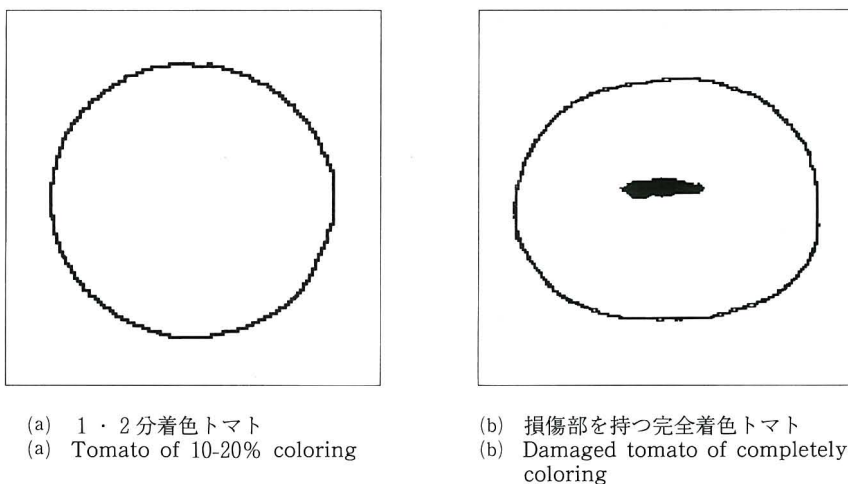 (a) 1・2分着色トマト
(a) Tomato of 10-20% coloring
(b) 損傷部を持つ完全着色トマト
(b) Damaged tomato of completely
coloring